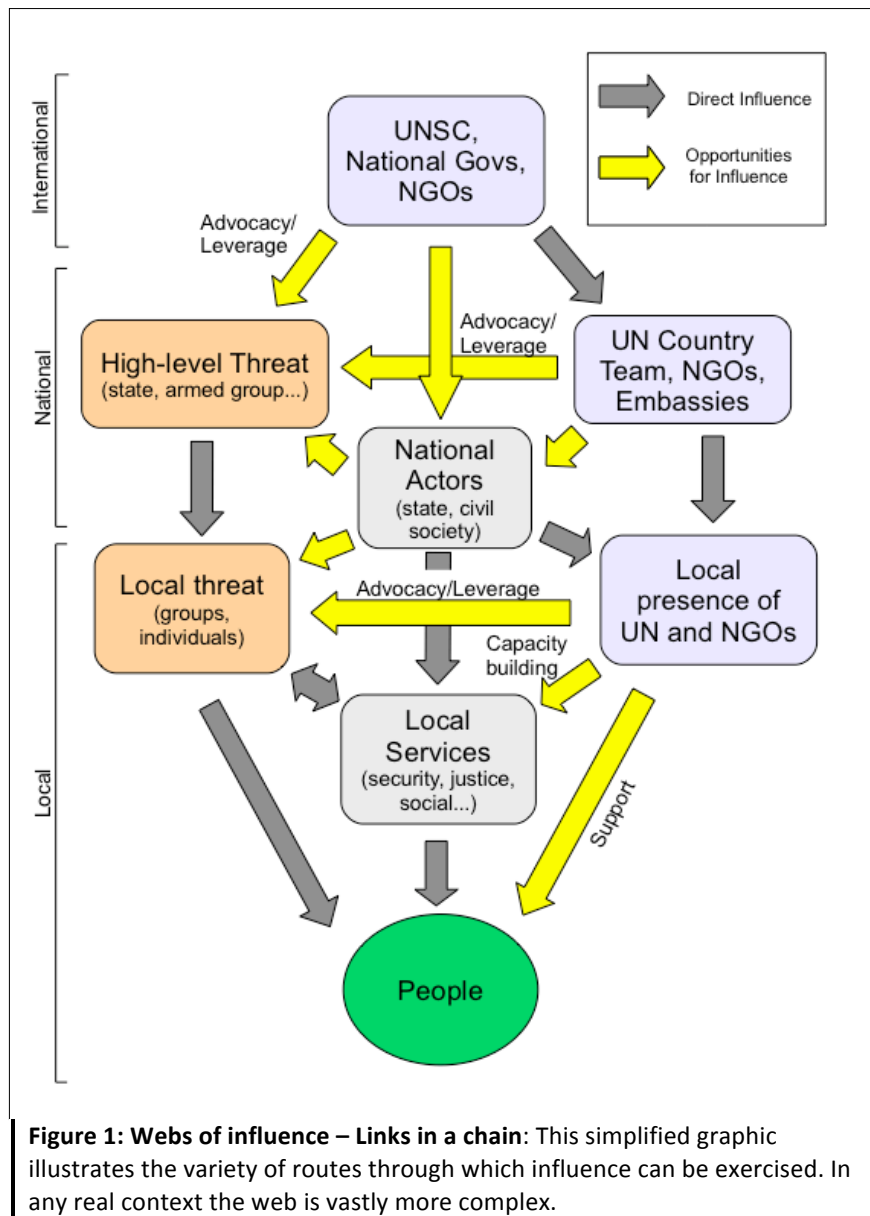 International
UNSC,
National Govs,
NGOs
Direct Influence
Opportunities
for Influence
Advocacy/
Leverage
National
High-level Threat
(state, armed group...)
Advocacy/
Leverage
UN Country
Team, NGOs,
Embassies
National
Actors
(state, civil
society)
Local
Local threat
(groups,
individuals)
Advocacy/Leverage
Local
presence of
UN and NGOs
Capacity
building
Local
Services
(security, justice,
social...)
Support
People
Figure 1: Webs of influence – Links in a chain: This simplified graphic
illustrates the variety of routes through which influence can be exercised. In
any real context the web is vastly more complex.